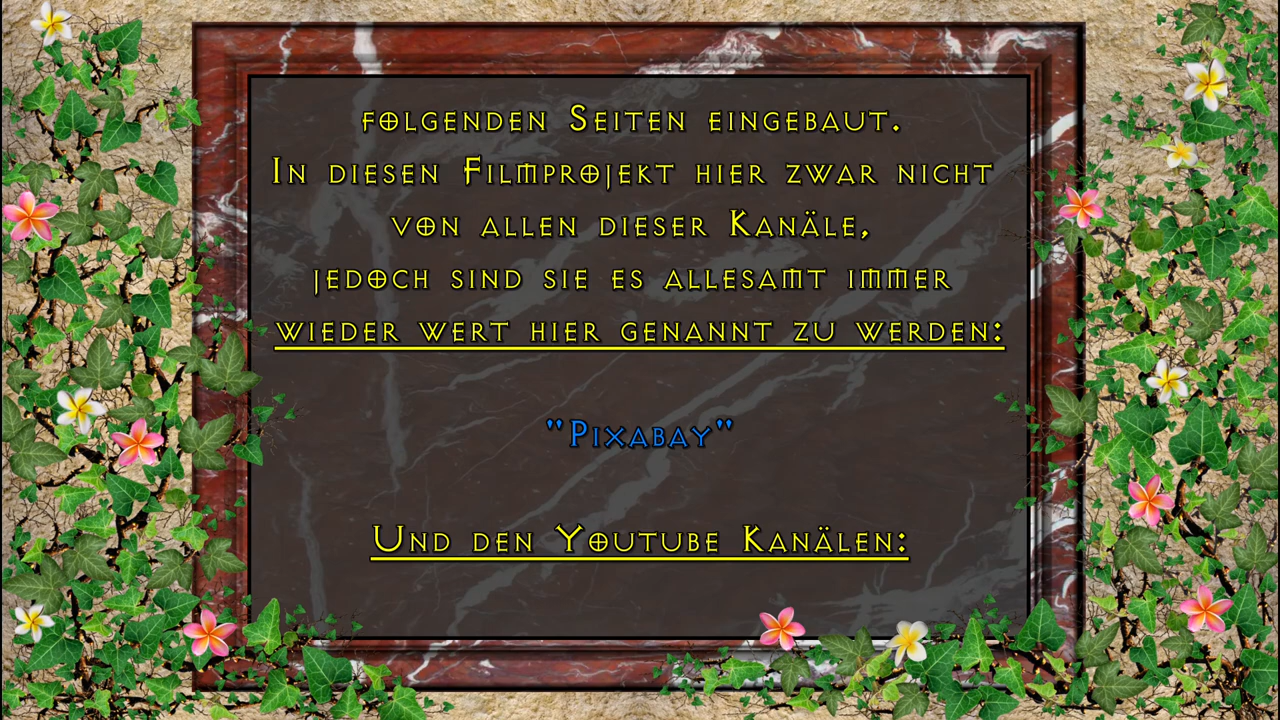 folgenden Seiten eingebaut.
In diesen Filmprojekt hier zwar nicht
von allen dieser Kanäle,
jedoch sind sie es allesamt immer
wieder wert hier genannt zu werden:
"Pixabay"
Und den Youtube Kanälen: